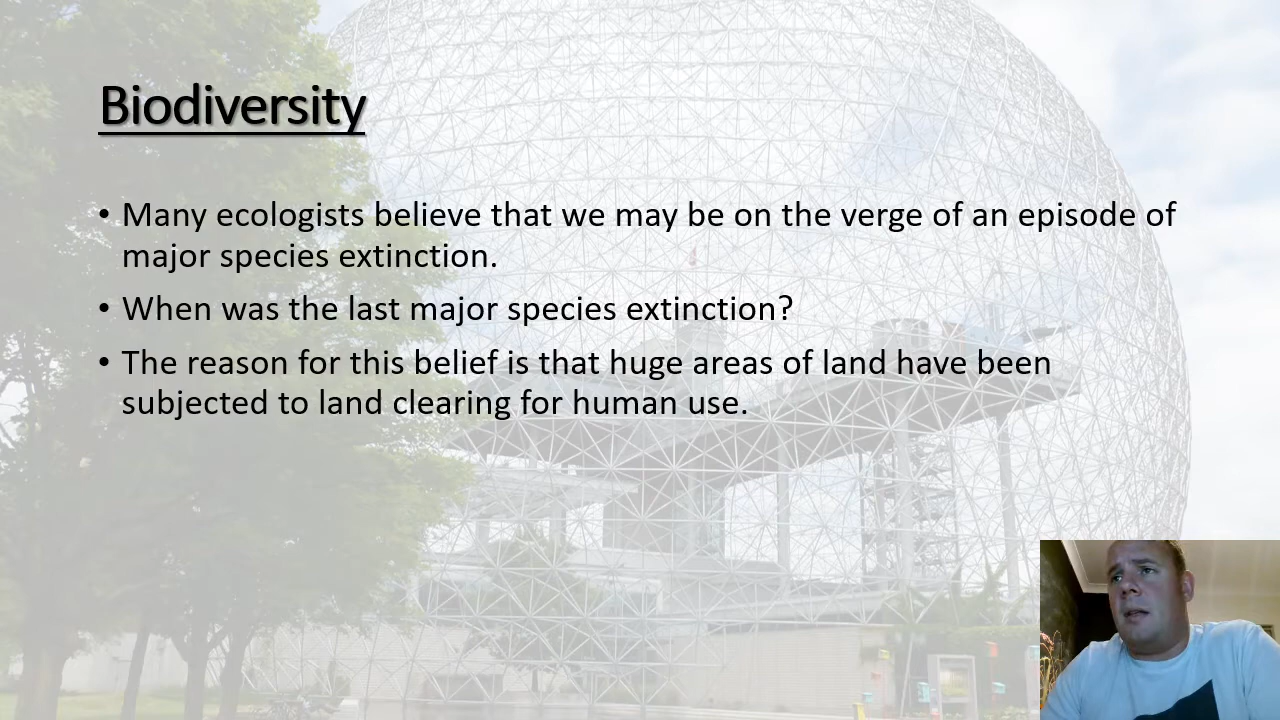 Biodiversity
• Many ecologists believe that we may be on the verge of an episode of
major species extinction.
• When was the last major species extinction?
• The reason for this belief is that huge areas of land have been
subjected to land clearing for human use.